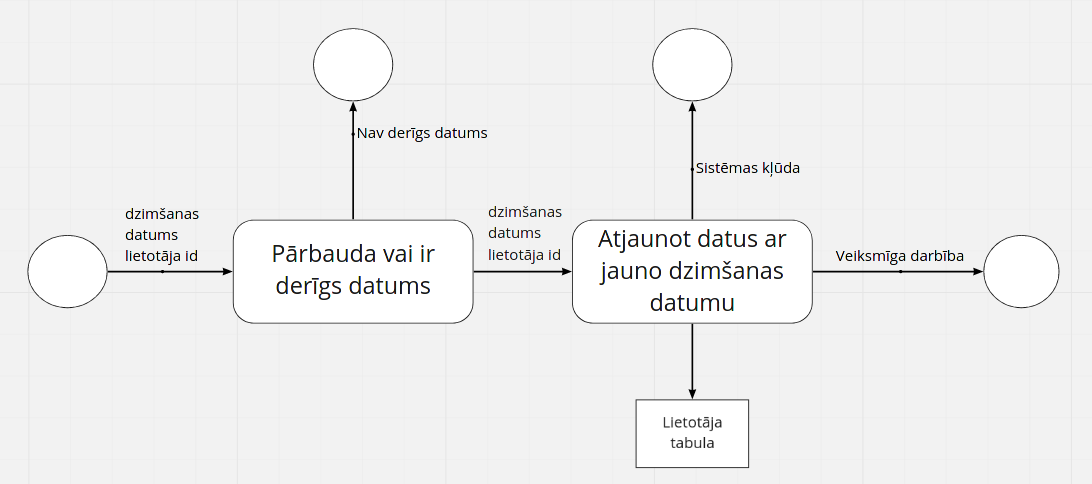 Nav derīgs datums
Sistēmas kļūda
dzimšanas
datums
lietotāja id
Pārbauda vai ir
derīgs datums
dzimšanas
datums
lietotāja id
Atjaunot datus ar
jauno dzimšanas
datumu
Veiksmīga darbība
Lietotāja
tabula